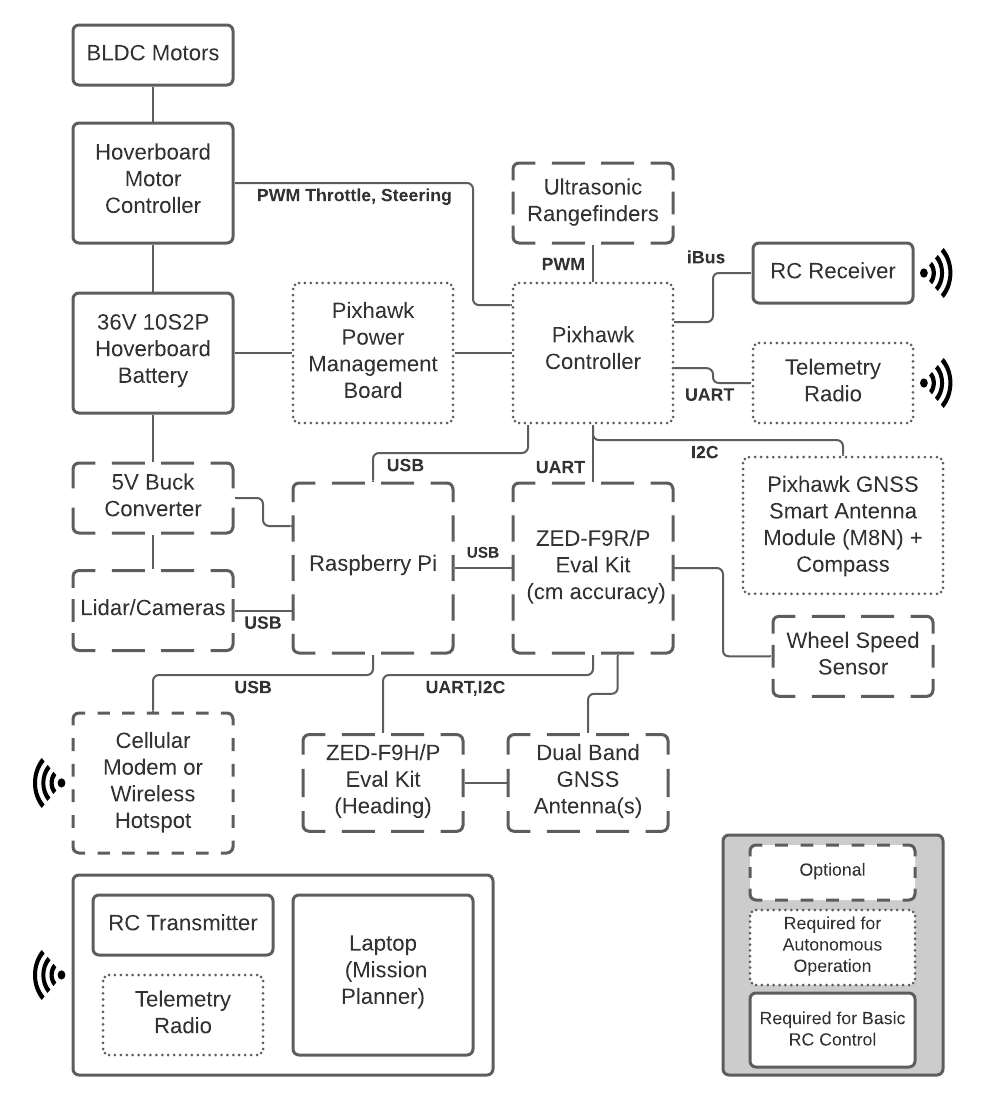 BLDC Motors
Hoverboard
Motor
Controller
PWM Throttle, Steering
Ultrasonic
Rangefinders
PWM
iBus
RC Receiver
36V 10S2P
Hoverboard
Battery
Pixhawk
Power
Management
Board
Pixhawk
Controller
Telemetry
Radio
UART
USB
UART
I2C
5V Buck
Converter
Raspberry Pi
USB
ZED-F9R/P
Eval Kit
(cm accuracy)
Pixhawk GNSS
Smart Antenna
Module (M8N) +
Compass
Lidar/Cameras
USB
Wheel Speed
Sensor
USB
UART,I2C
Cellular
Modem or
Wireless
Hotspot
ZED-F9H/P
Eval Kit
(Heading)
Dual Band
GNSS
Antenna(s)
RC Transmitter
Telemetry
Radio
Laptop
(Mission
Planner)
Optional
Required for
Autonomous
Operation
Required for Basic
RC Control